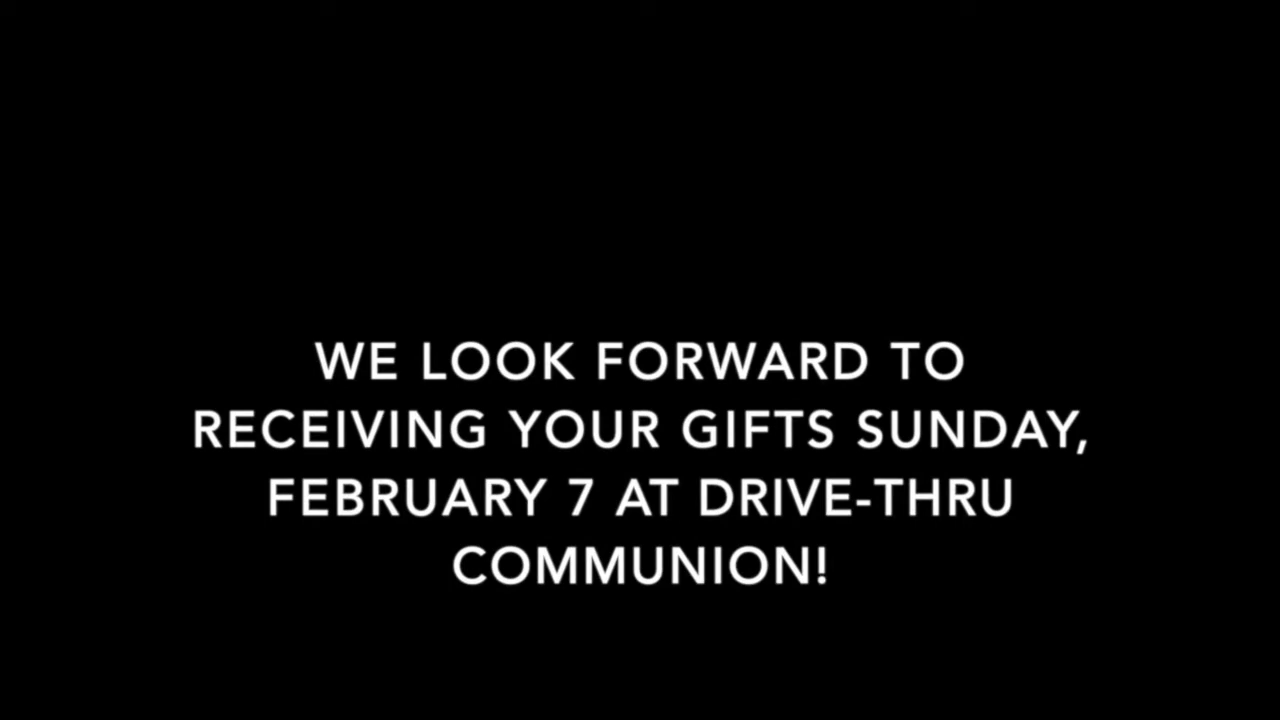 WE LOOK FORWARD TO
RECEIVING YOUR GIFTS SUNDAY,
FEBRUARY 7 AT DRIVE-THRU
COMMUNION!